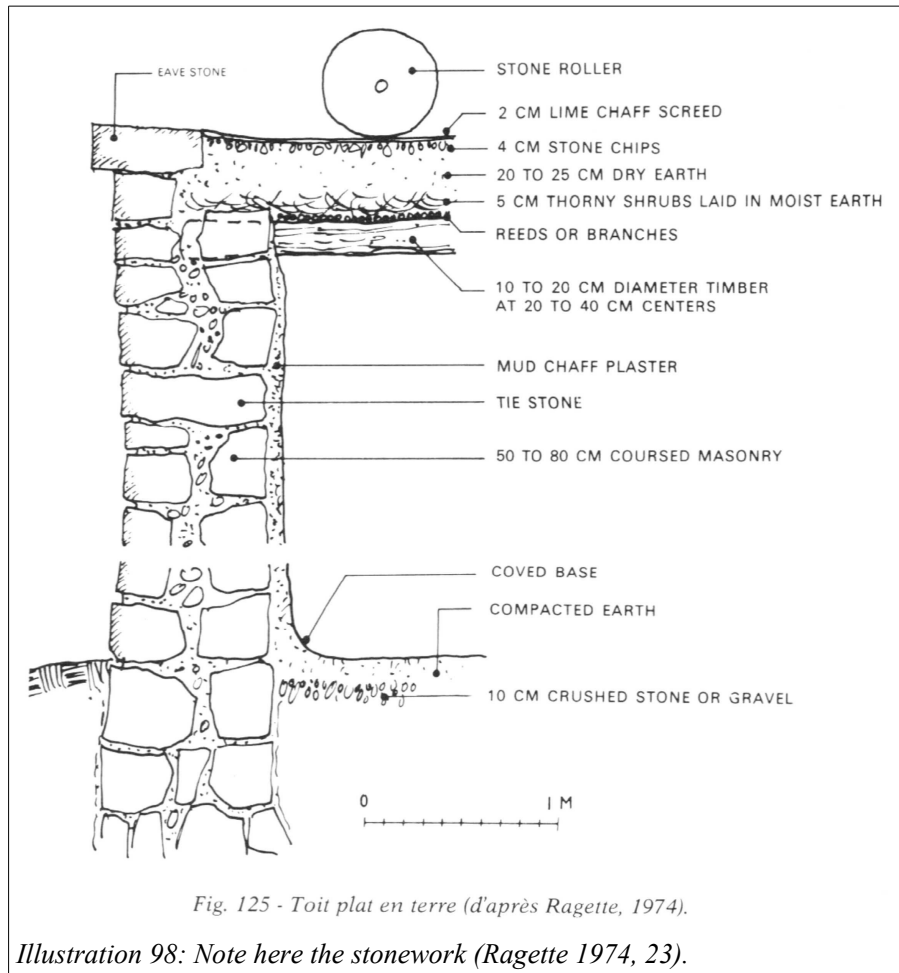 EAVE STONE
STONE ROLLER
2 CM LIME CHAFF SCREED
4 CM STONE CHIPS
20 TO 25 CM DRY EARTH
5 CM THORNY SHRUBS LAID IN MOIST EARTH
REEDS OR BRANCHES
10 TO 20 CM DIAMETER TIMBER
AT 20 TO 40 CM CENTERS
MUD CHAFF PLASTER
TIE STONE
50 TO 80 CM COURSED MASONRY
COVED BASE
COMPACTED EARTH
10 CM CRUSHED STONE OR GRAVEL
0 1 M
Fig. 125 - Toit plat en terre (d'après Ragette, 1974).
Illustration 98: Note here the stonework (Ragette 1974, 23).